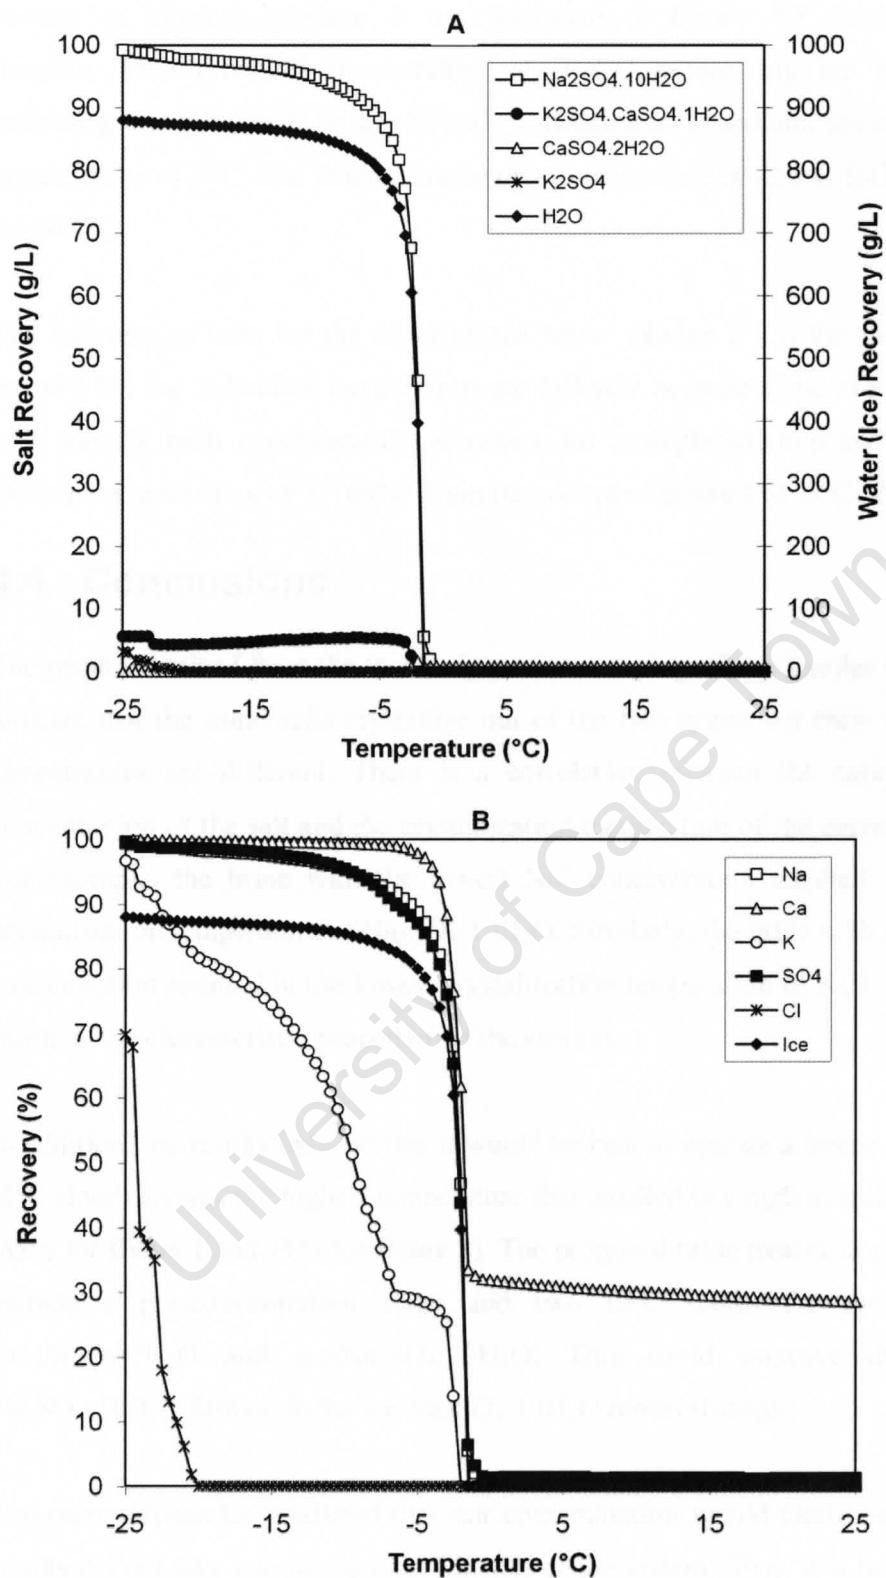 A
100
90
80
70
60
50
40
30
20
10
0
1000
900
800
700
600
500
400
300
200
100
0
Salt Recovery (g/L)
Water (Ice) Recovery (g/L)
Na2SO4.10H2O
K2SO4.CaSO4.1H2O
CaSO4.2H2O
K2SO4
H2O
-25 -15 -5 5 15 25
Temperature (°C)
B
100
90
80
70
60
50
40
30
20
10
0
Recovery (%)
Na
Ca
K
SO4
Cl
Ice
-25 -15 -5 5 15 25
Temperature (°C)
University of Cape Town